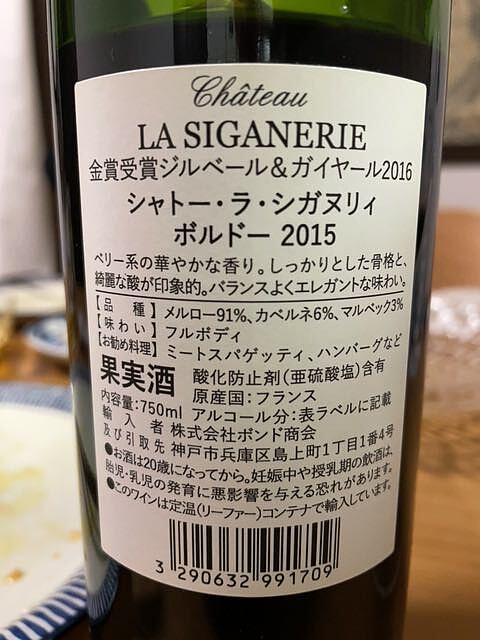 Château
LA SIGANERIE
金賞受賞ジルベール＆ガイヤール2016
シャトー・ラ・シガヌリィ
ボルドー 2015
ベリー系の華やかな香り。しっかりとした骨格と、
綺麗な酸が印象的。バランスよくエレガントな味わい。
【品　種】メルロー91%、カベルネ6%、マルベック3%
【味わい】フルボディ
【お勧め料理】ミートスパゲッティ、ハンバーグなど
果実酒 酸化防止剤(亜硫酸塩)含有
原産国：フランス
内容量：750ml アルコール分：表ラベルに記載
輸入者 株式会社ボンド商会
及び引取先 神戸市兵庫区島上町1丁目1番4号
●お酒は20歳になってから。妊娠中や授乳期の飲酒は、
胎児・乳児の発育に悪影響を与える恐れがあります。
●このワインは定温(リーファー)コンテナで輸入しています。
3 290632 991709